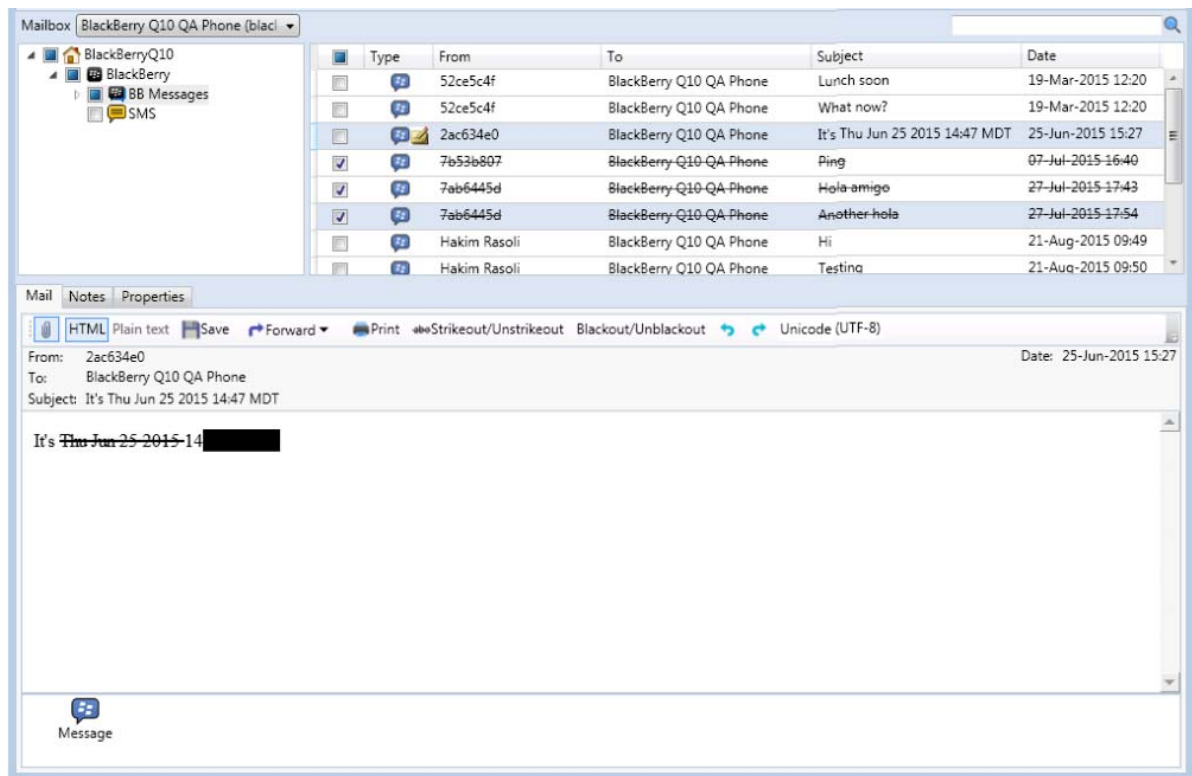 Mailbox BlackBerry Q10 QA Phone (blacl
BlackBerryQ10
BlackBerry
BB Messages
SMS
Type From To Subject Date
52ce5c4f BlackBerry Q10 QA Phone Lunch soon 19-Mar-2015 12:20
52ce5c4f BlackBerry Q10 QA Phone What now? 19-Mar-2015 12:20
2ac634e0 BlackBerry Q10 QA Phone It's Thu Jun 25 2015 14:47 MDT 25-Jun-2015 15:27
7b53b807 BlackBerry Q10 QA Phone Ping 07-Jul-2015 16:40
7ab6445d BlackBerry Q10 QA Phone Hola amigo 27-Jul-2015 17:43
7ab6445d BlackBerry Q10 QA Phone Another hola 27-Jul-2015 17:54
Hakim Rasoli BlackBerry Q10 QA Phone Hi 21-Aug-2015 09:49
Hakim Rasoli BlackBerry Q10 QA Phone Testing 21-Aug-2015 09:50
Mail Notes Properties
HTML Plain text Save Forward Print abc Strikeout/Unstrikeout Blackout/Unblackout Unicode (UTF-8)
From: 2ac634e0 Date: 25-Jun-2015 15:27
To: BlackBerry Q10 QA Phone
Subject: It's Thu Jun 25 2015 14:47 MDT
It's Thu Jun 25 2015 14
Message